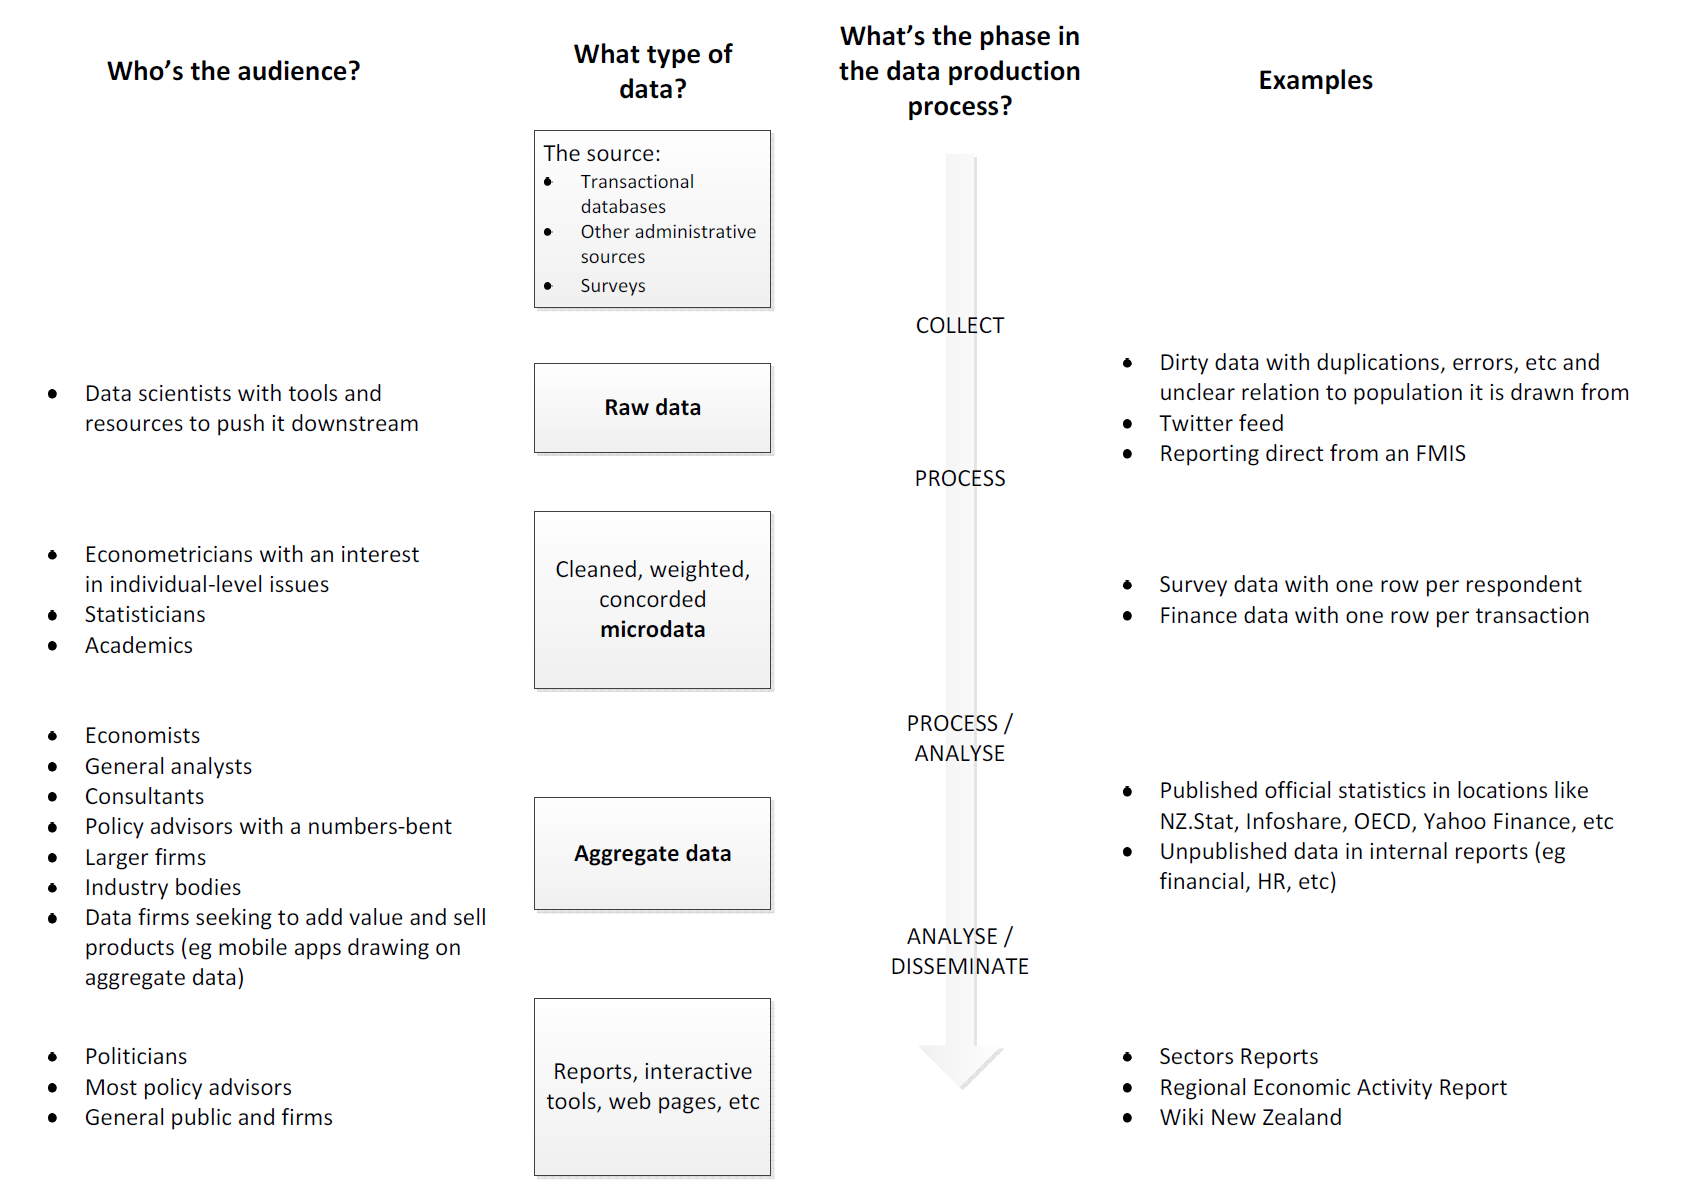 Who's the audience?
What type of
data?
What's the phase in
the data production
process?
Examples
The source:
• Transactional
databases
• Other administrative
sources
• Surveys
COLLECT
• Data scientists with tools and
resources to push it downstream
Raw data
• Dirty data with duplications, errors, etc and
unclear relation to population it is drawn from
• Twitter feed
• Reporting direct from an FMIS
PROCESS
• Econometricians with an interest
in individual-level issues
• Statisticians
• Academics
Cleaned, weighted,
concorded
microdata
• Survey data with one row per respondent
• Finance data with one row per transaction
PROCESS /
ANALYSE
• Economists
• General analysts
• Consultants
• Policy advisors with a numbers-bent
• Larger firms
• Industry bodies
• Data firms seeking to add value and sell
products (eg mobile apps drawing on
aggregate data)
Aggregate data
• Published official statistics in locations like
NZ.Stat, Infoshare, OECD, Yahoo Finance, etc
• Unpublished data in internal reports (eg
financial, HR, etc)
ANALYSE /
DISSEMINATE
• Politicians
• Most policy advisors
• General public and firms
Reports, interactive
tools, web pages, etc
• Sectors Reports
• Regional Economic Activity Report
• Wiki New Zealand